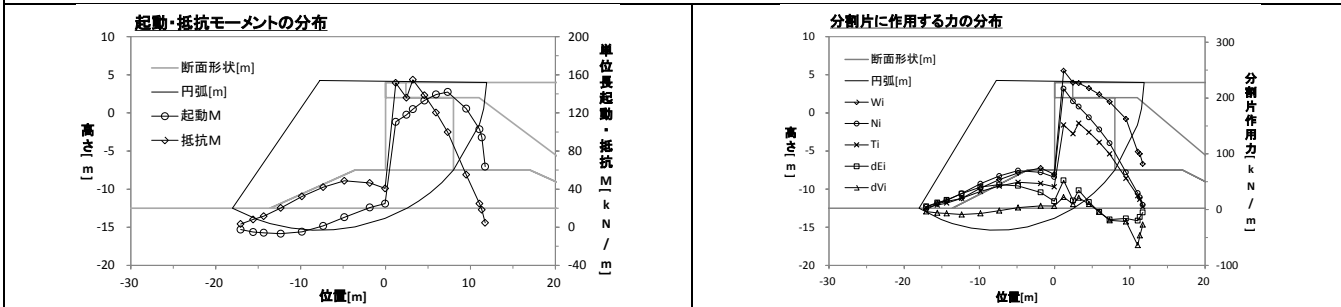 起動・抵抗モーメントの分布
10
5
0
-5
-10
-15
-20
高さ[m]
200
160
120
80
40
0
-40
単位長起動・抵抗M[kN/m]
断面形状[m]
円弧[m]
起動M
抵抗M
-30
-20
-10
0
10
20
位置[m]
分割片に作用する力の分布
10
5
0
-5
-10
-15
-20
高さ[m]
300
200
100
0
-100
分割片作用力[kN/m]
断面形状[m]
円弧[m]
Wi
Ni
Ti
dEi
dVi
-30
-20
-10
0
10
20
位置[m]